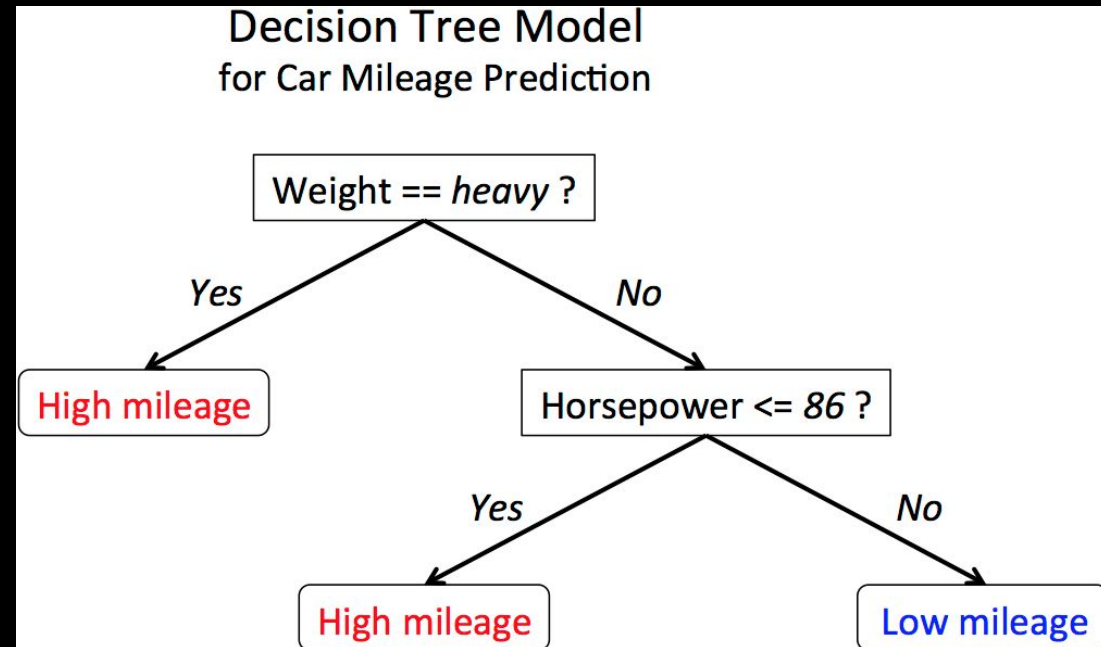 Decision Tree Model
for Car Mileage Prediction
Weight == heavy ?
Yes
No
High mileage
Horsepower <= 86 ?
Yes
No
High mileage
Low mileage